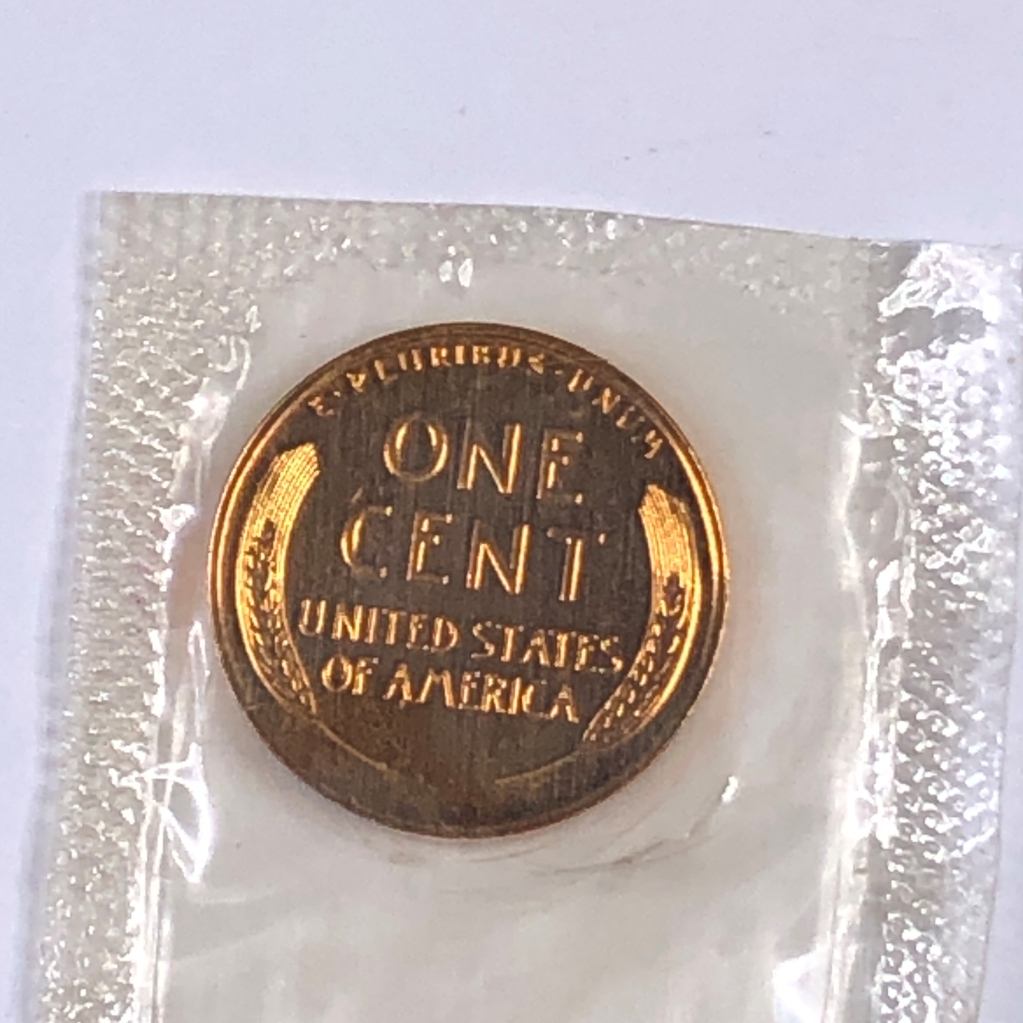 E·PLURIBUS·UNUM
ONE
CENT
UNITED STATES
OF AMERICA